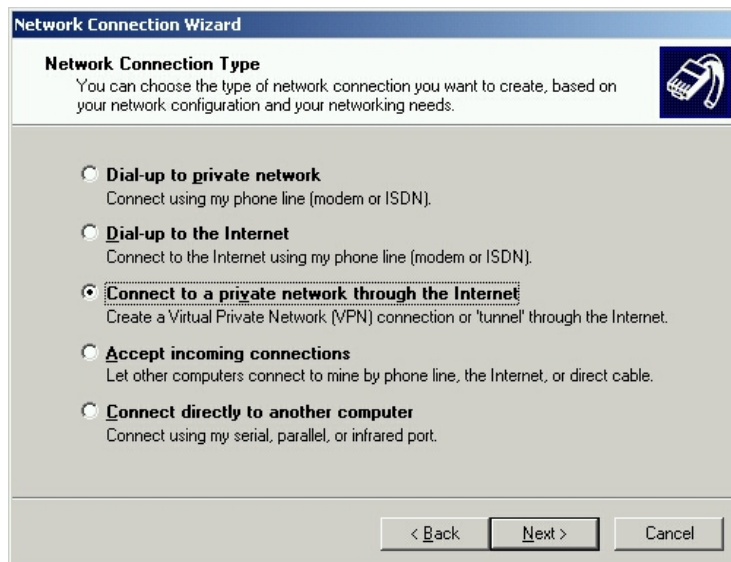 Network Connection Wizard
Network Connection Type
You can choose the type of network connection you want to create, based on
your network configuration and your networking needs.
Dial-up to private network
Connect using my phone line (modem or ISDN).
Dial-up to the Internet
Connect to the Internet using my phone line (modem or ISDN).
Connect to a private network through the Internet
Create a Virtual Private Network (VPN) connection or 'tunnel' through the Internet.
Accept incoming connections
Let other computers connect to mine by phone line, the Internet, or direct cable.
Connect directly to another computer
Connect using my serial, parallel, or infrared port.
< Back Next > Cancel